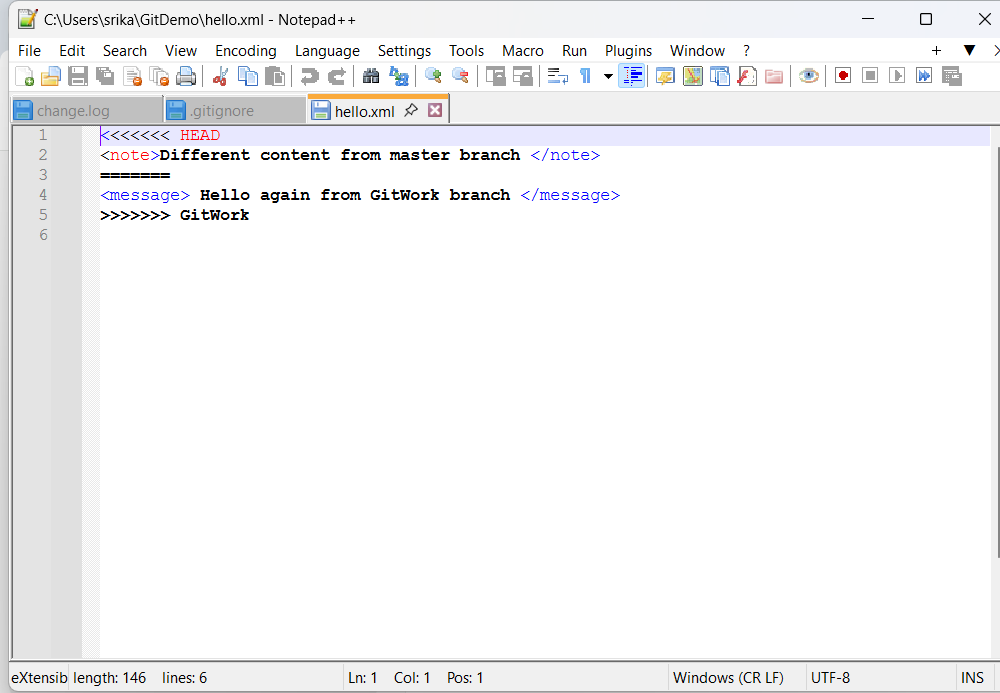 C:\Users\srika\GitDemo\hello.xml - Notepad++
File Edit Search View Encoding Language Settings Tools Macro Run Plugins Window ?
change.log .gitignore hello.xml
1 <<<<<<< HEAD
2 <note>Different content from master branch </note>
3 =======
4 <message> Hello again from GitWork branch </message>
5 >>>>>>> GitWork
6
eXtensib length: 146 lines: 6 Ln: 1 Col: 1 Pos: 1 Windows (CR LF) UTF-8 INS